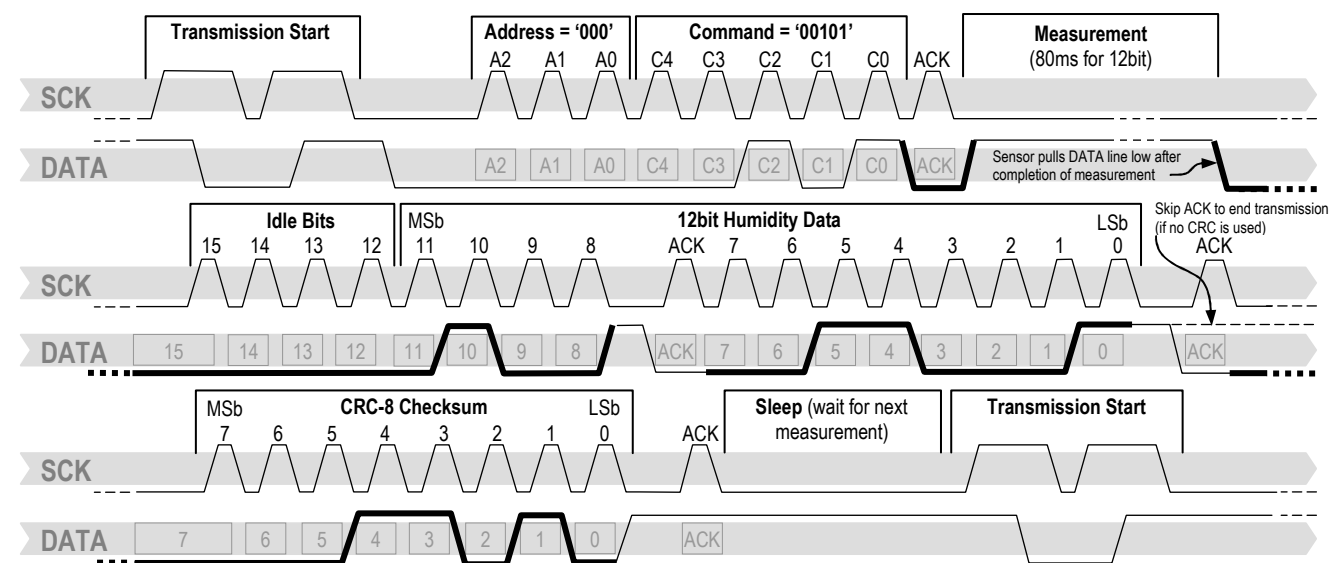 Transmission Start Address = ‘000’ Command = ‘00101’ Measurement
(80ms for 12bit)
A2 A1 A0 C4 C3 C2 C1 C0 ACK
SCK
DATA A2 A1 A0 C4 C3 C2 C1 C0 ACK
Sensor pulls DATA line low after
completion of measurement
Skip ACK to end transmission
(if no CRC is used)
Idle Bits MSb 12bit Humidity Data LSb
15 14 13 12 11 10 9 8 ACK 7 6 5 4 3 2 1 0 ACK
SCK
DATA 15 14 13 12 11 10 9 8 ACK 7 6 5 4 3 2 1 0 ACK
MSb CRC-8 Checksum LSb Sleep (wait for next
measurement) Transmission Start
7 6 5 4 3 2 1 0 ACK
SCK
DATA 7 6 5 4 3 2 1 0 ACK